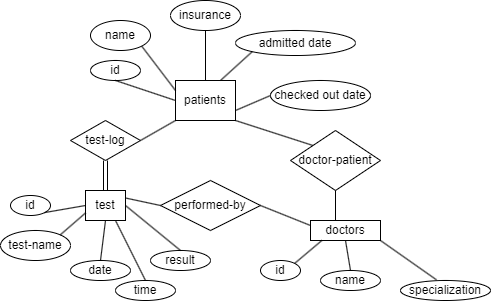 insurance
name
admitted date
id
checked out date
patients
test-log
doctor-patient
id
test
performed-by
test-name
doctors
date
result
id
name
time
specialization